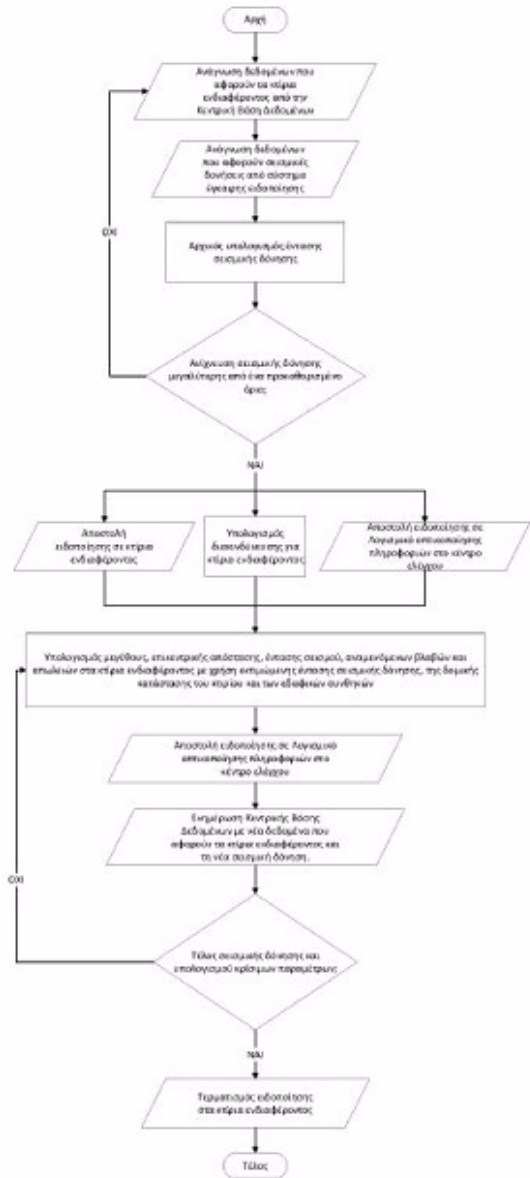 Αρχή
Ανάγνωση δεδομένων που
αφορούν τα κτίρια
ενδιαφέροντος από την
Κεντρική Βάση Δεδομένων
Ανάγνωση δεδομένων
που αφορούν σεισμικές
δονήσεις από σύστημα
έγκαιρης ειδοποίησης
ΟΧΙ
Αρχικός υπολογισμός έντασης
σεισμικής δόνησης
Ανίχνευση σεισμικής δόνησης
μεγαλύτερης από ένα προκαθορισμένο
όριο;
ΝΑΙ
Αποστολή
ειδοποίησης σε κτίρια
ενδιαφέροντος
Υπολογισμός
για
κτίρια ενδιαφέροντος
Αποστολή ειδοποίησης σε
Λογισμικό οπτικοποίησης
πληροφοριών στο κέντρο
ελέγχου
Υπολογισμός μεγέθους, επικεντρικής απόστασης, έντασης σεισμού, αναμενόμενων βλαβών και
απωλειών στα κτίρια ενδιαφέροντος με χρήση εκτιμώμενης έντασης σεισμικής δόνησης, της δομικής
κατάστασης του κτιρίου και των εδαφικών συνθηκών
Αποστολή ειδοποίησης σε Λογισμικό
οπτικοποίησης πληροφοριών στο
κέντρο ελέγχου
Ενημέρωση Κεντρικής Βάσης
Δεδομένων με νέα δεδομένα που
αφορούν τα κτίρια ενδιαφέροντος και
τη νέα σεισμική δόνηση.
ΟΧΙ
Τέλος σεισμικής δόνησης και
υπολογισμού κρίσιμων παραμέτρων;
ΝΑΙ
Τερματισμός ειδοποίησης
στα κτίρια ενδιαφέροντος
Τέλος